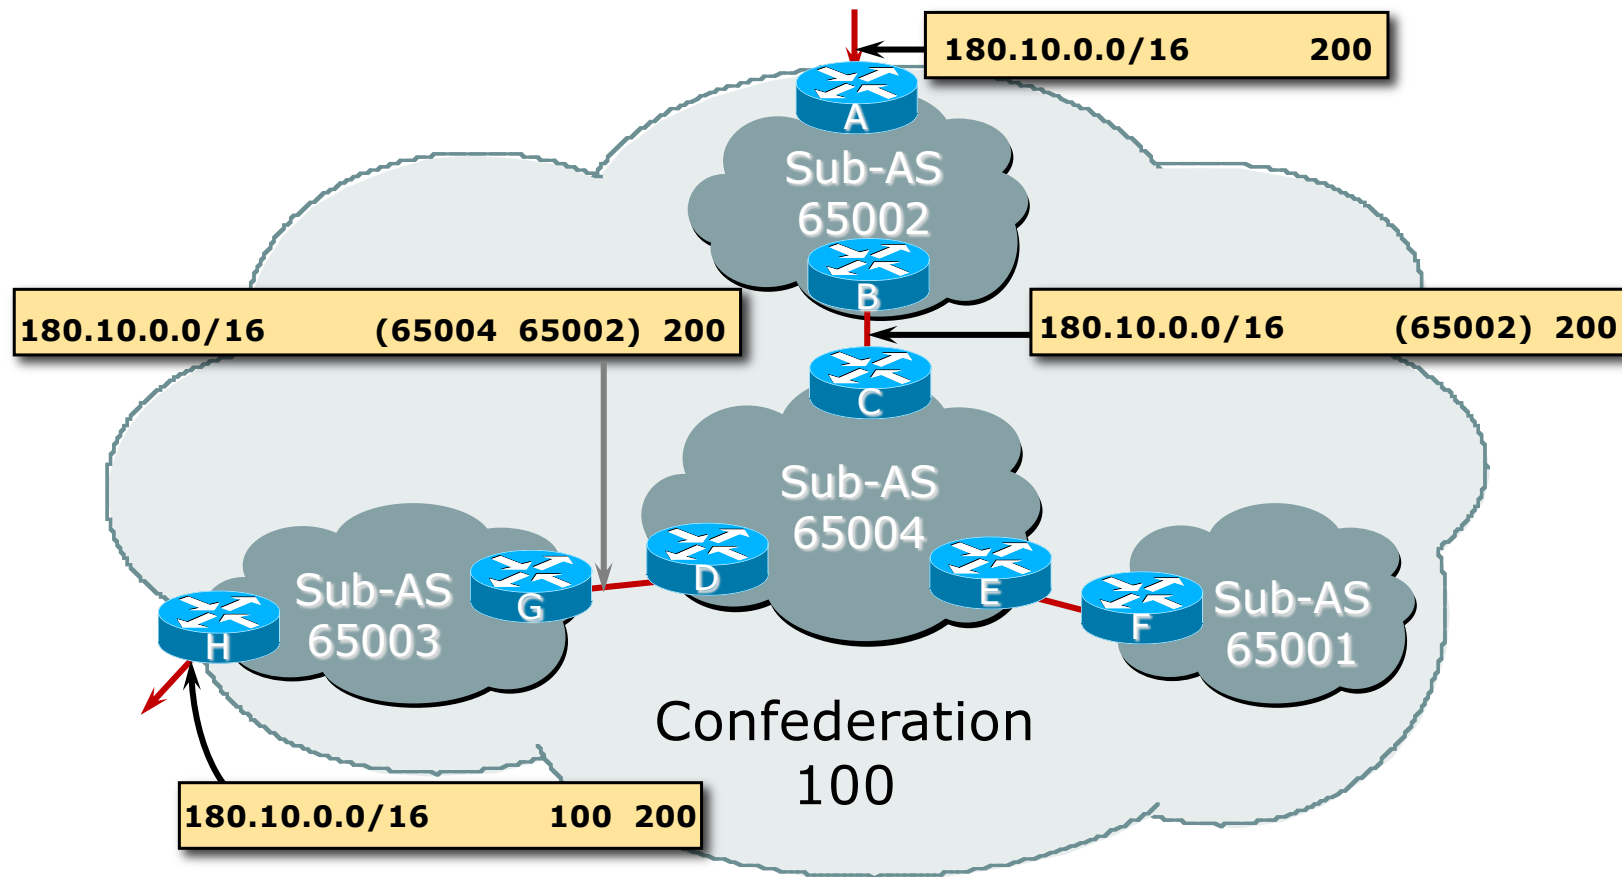 180.10.0.0/16 200
A
Sub-AS
65002
B
180.10.0.0/16 (65004 65002) 200
180.10.0.0/16 (65002) 200
C
Sub-AS
65004
D
E
Sub-AS
65003
G
H
F
Sub-AS
65001
Confederation
100
180.10.0.0/16 100 200